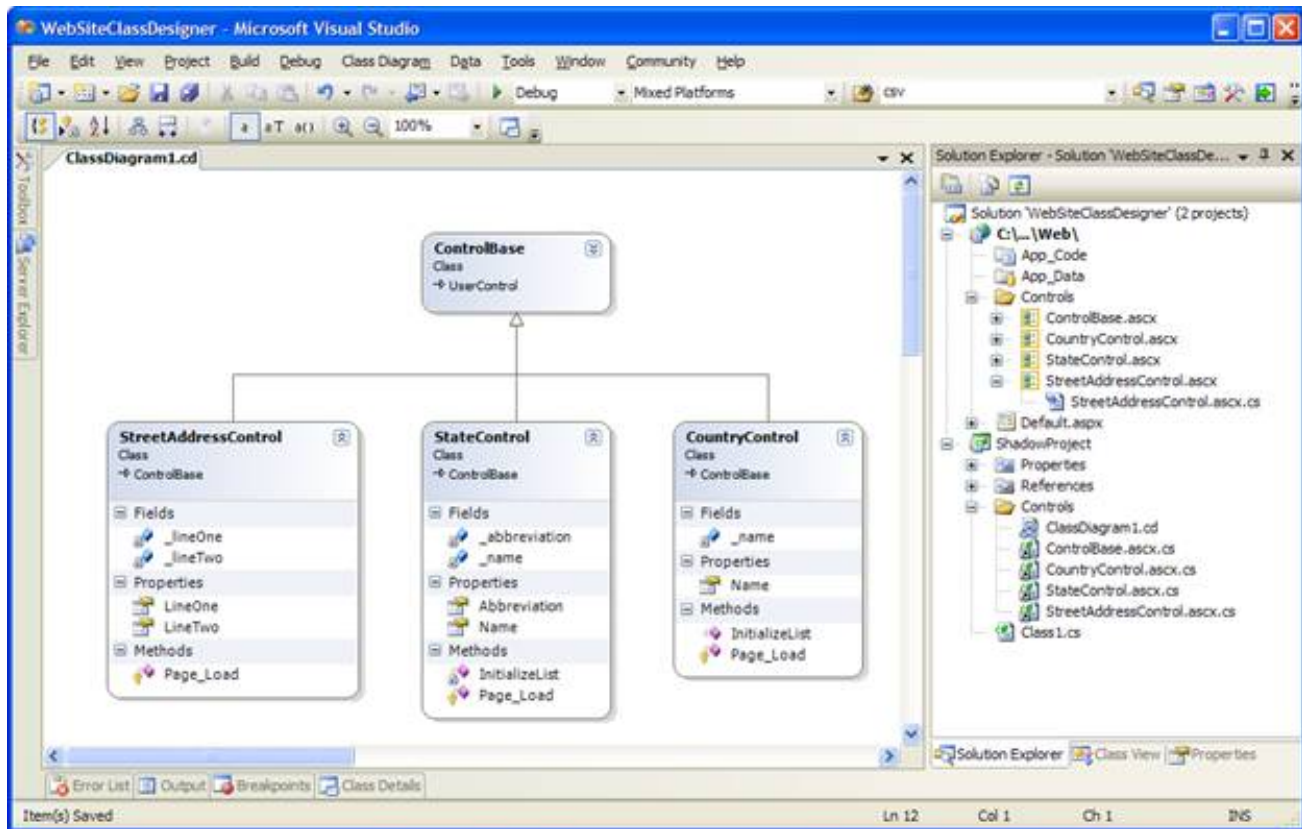 WebSiteClassDesigner - Microsoft Visual Studio
File Edit View Project Build Debug Class Diagram Data Tools Window Community Help
Debug Mixed Platforms csv
a aT a() 100%
Toolbox
Server Explorer
ClassDiagram1.cd
ControlBase
Class
UserControl
StreetAddressControl
Class
ControlBase
Fields
_lineOne
_lineTwo
Properties
LineOne
LineTwo
Methods
Page_Load
StateControl
Class
ControlBase
Fields
_abbreviation
_name
Properties
Abbreviation
Name
Methods
InitializeList
Page_Load
CountryControl
Class
ControlBase
Fields
_name
Properties
Name
Methods
InitializeList
Page_Load
Solution Explorer - Solution 'WebSiteClassDe...
Solution 'WebSiteClassDesigner' (2 projects)
C:\...\Web\
App_Code
App_Data
Controls
ControlBase.ascx
CountryControl.ascx
StateControl.ascx
StreetAddressControl.ascx
StreetAddressControl.ascx.cs
Default.aspx
ShadowProject
Properties
References
Controls
ClassDiagram1.cd
ControlBase.ascx.cs
CountryControl.ascx.cs
StateControl.ascx.cs
StreetAddressControl.ascx.cs
Class1.cs
Solution Explorer Class View Properties
Error List Output Breakpoints Class Details
Item(s) Saved Ln 12 Col 1 Ch 1 INS